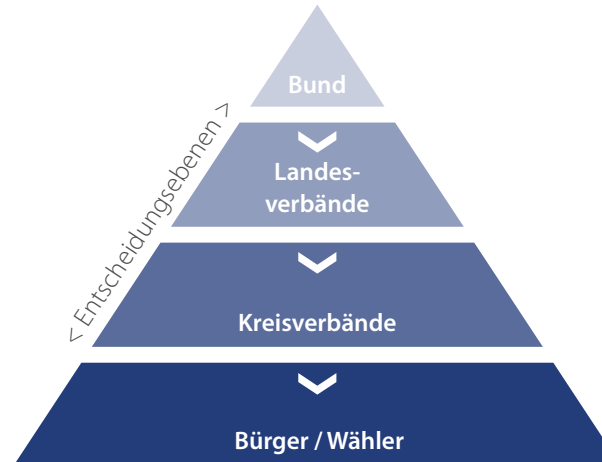 Bund
< Entscheidungsebenen >
Landes-
verbände
Kreisverbände
Bürger / Wähler